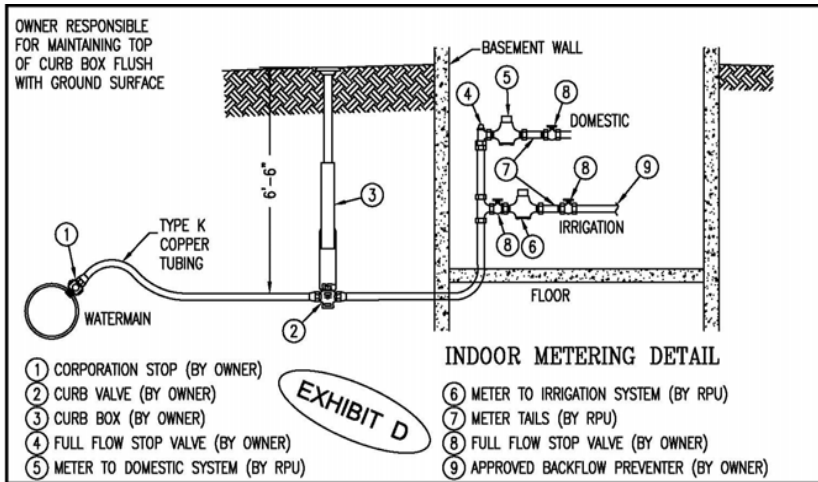 OWNER RESPONSIBLE
FOR MAINTAINING TOP
OF CURB BOX FLUSH
WITH GROUND SURFACE
BASEMENT WALL
5
8
4
DOMESTIC
6'-6"
3
7
8
9
TYPE K
COPPER
TUBING
1
IRRIGATION
8
6
FLOOR
WATERMAIN
2
INDOOR METERING DETAIL
1 CORPORATION STOP (BY OWNER)
2 CURB VALVE (BY OWNER)
3 CURB BOX (BY OWNER)
4 FULL FLOW STOP VALVE (BY OWNER)
5 METER TO DOMESTIC SYSTEM (BY RPU)
EXHIBIT D
6 METER TO IRRIGATION SYSTEM (BY RPU)
7 METER TAILS (BY RPU)
8 FULL FLOW STOP VALVE (BY OWNER)
9 APPROVED BACKFLOW PREVENTER (BY OWNER)